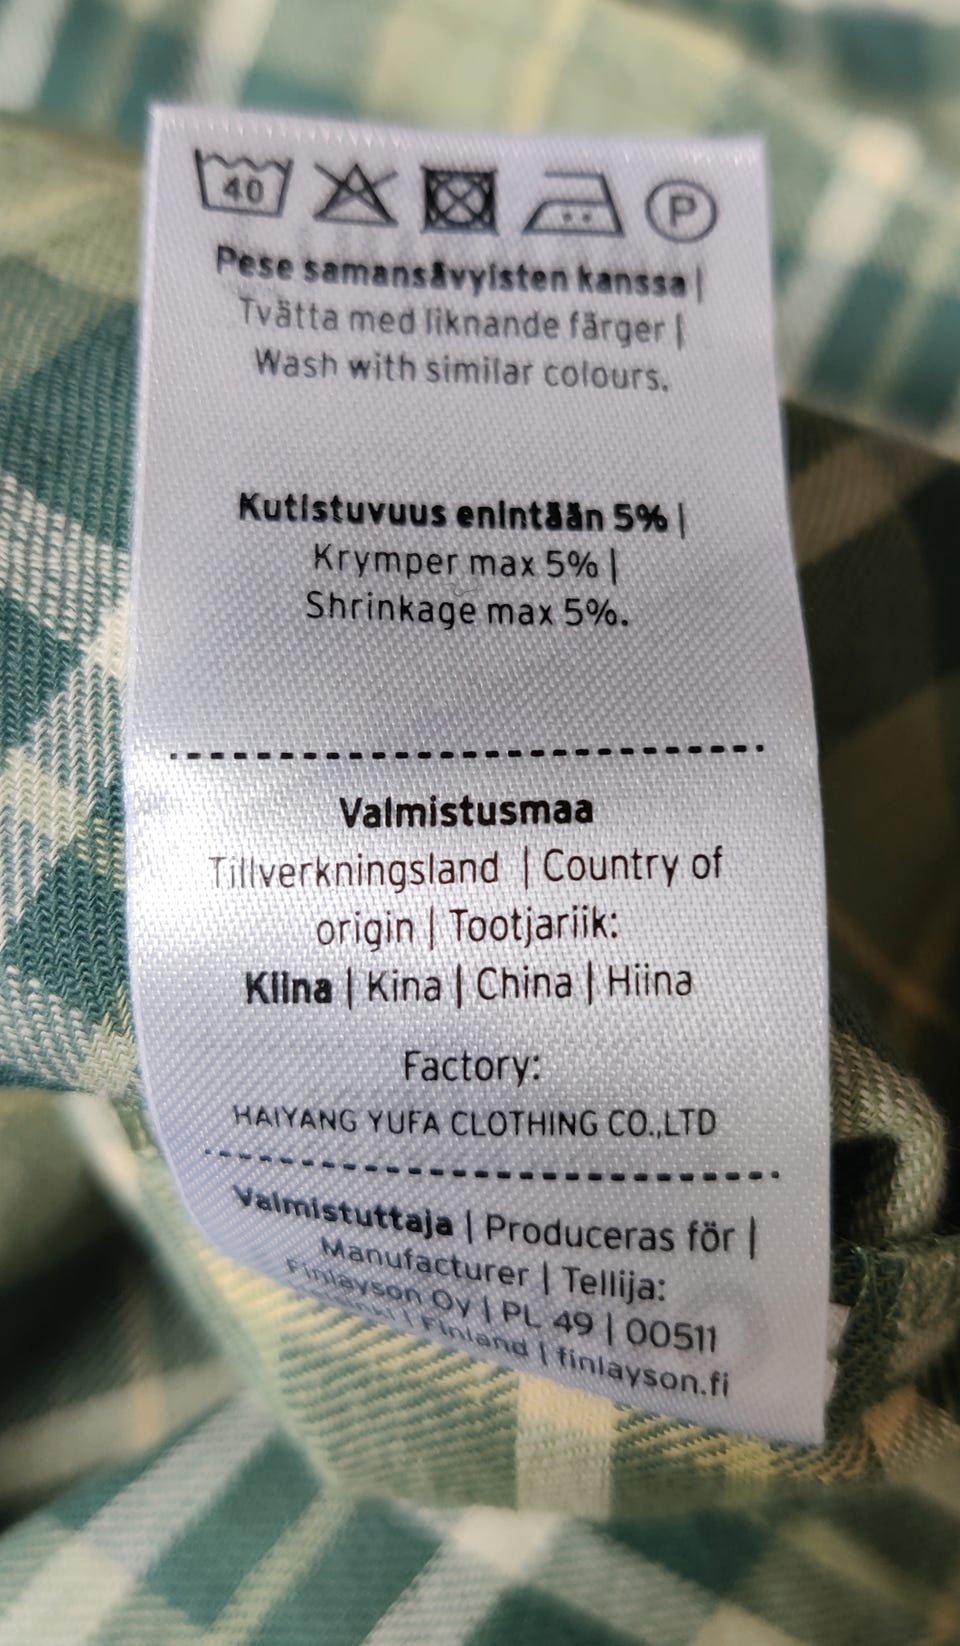 40 P
Pese samansävyisten kanssa |
Tvätta med liknande färger |
Wash with similar colours.
Kutistuvuus enintään 5% |
Krymper max 5% |
Shrinkage max 5%.
Valmistusmaa
Tillverkningsland | Country of
origin | Tootjariik:
Kiina | Kina | China | Hiina
Factory:
HAIYANG YUFA CLOTHING CO.,LTD
Valmistuttaja | Produceras för |
Manufacturer | Tellija:
Finlayson Oy | PL 49 | 00511
| Finland | finlayson.fi